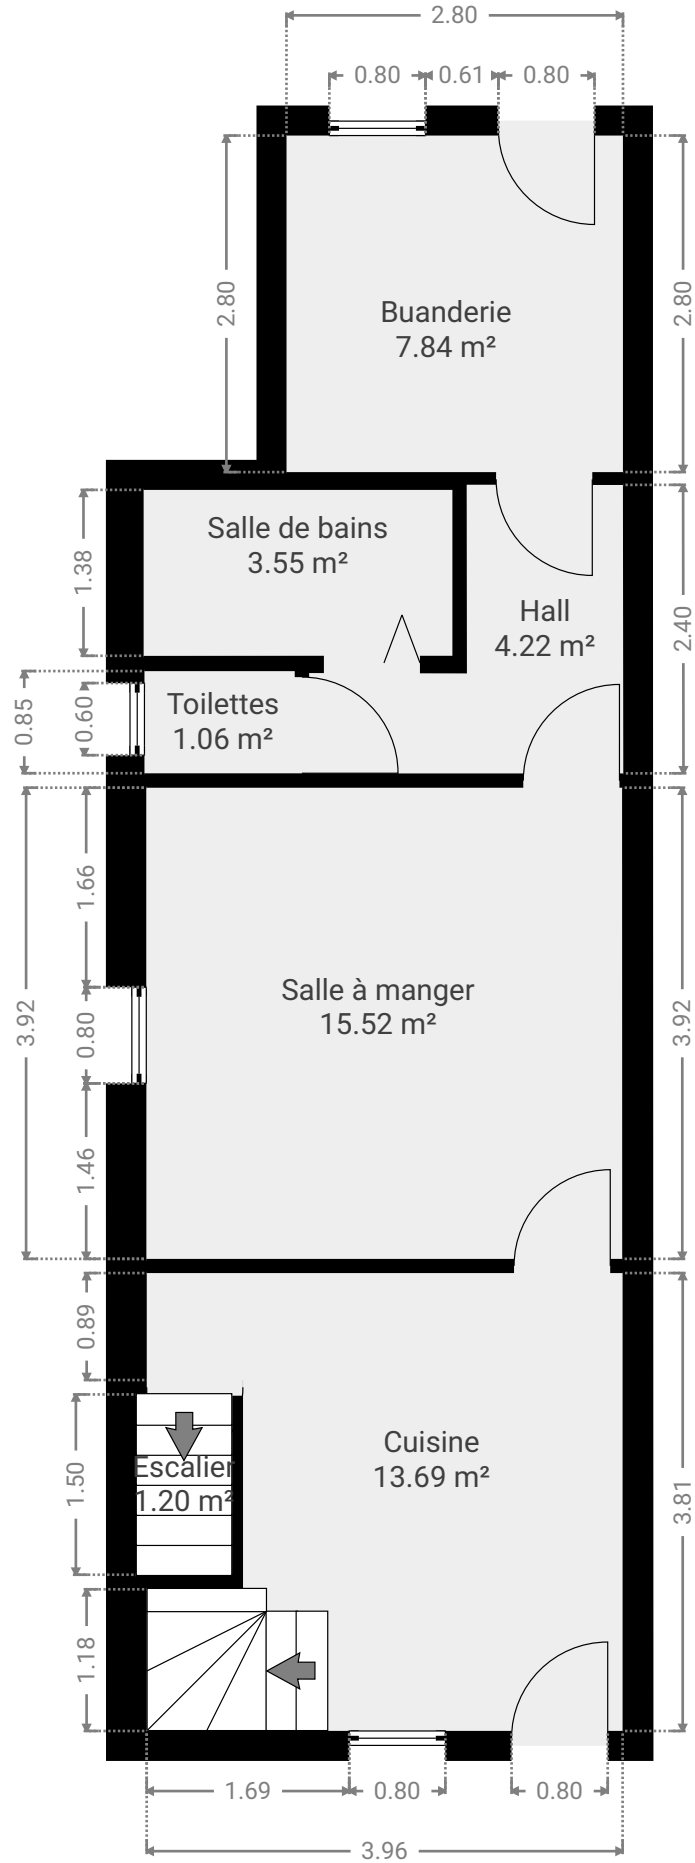 2.80
0.80
0.61
0.80
2.80
2.80
Buanderie
7.84 m²
Salle de bains
3.55 m²
1.38
Hall
4.22 m²
2.40
Toilettes
1.06 m²
0.85
0.60
1.66
3.92
0.80
Salle à manger
15.52 m²
3.92
1.46
0.89
Cuisine
13.69 m²
Escalier
1.20 m²
1.50
3.81
1.18
1.69
0.80
0.80
3.96